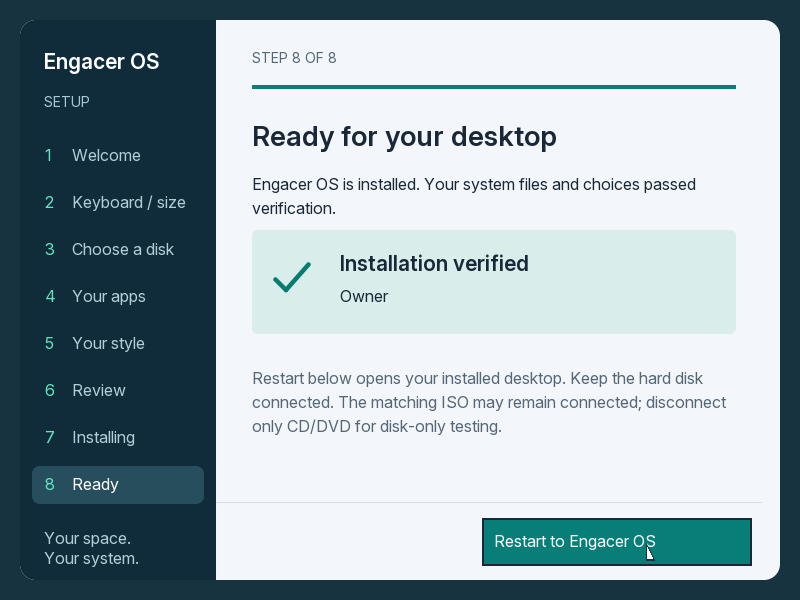 Engacer OS
SETUP
1 Welcome
2 Keyboard / size
3 Choose a disk
4 Your apps
5 Your style
6 Review
7 Installing
8 Ready
Your space.
Your system.
STEP 8 OF 8
Ready for your desktop
Engacer OS is installed. Your system files and choices passed
verification.
Installation verified
Owner
Restart below opens your installed desktop. Keep the hard disk
connected. The matching ISO may remain connected; disconnect
only CD/DVD for disk-only testing.
Restart to Engacer OS